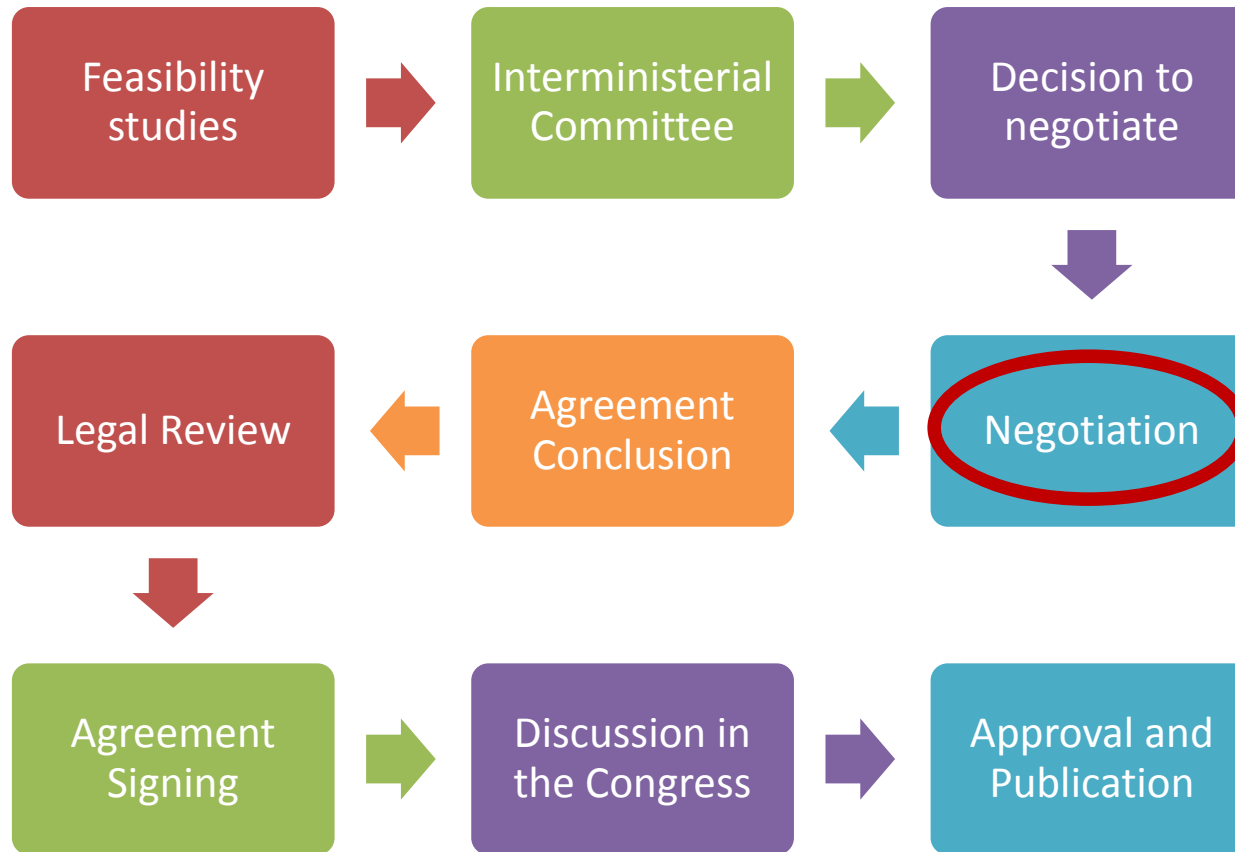 Feasibility
studies
Interministerial
Committee
Decision to
negotiate
Negotiation
Agreement
Conclusion
Legal Review
Agreement
Signing
Discussion in
the Congress
Approval and
Publication